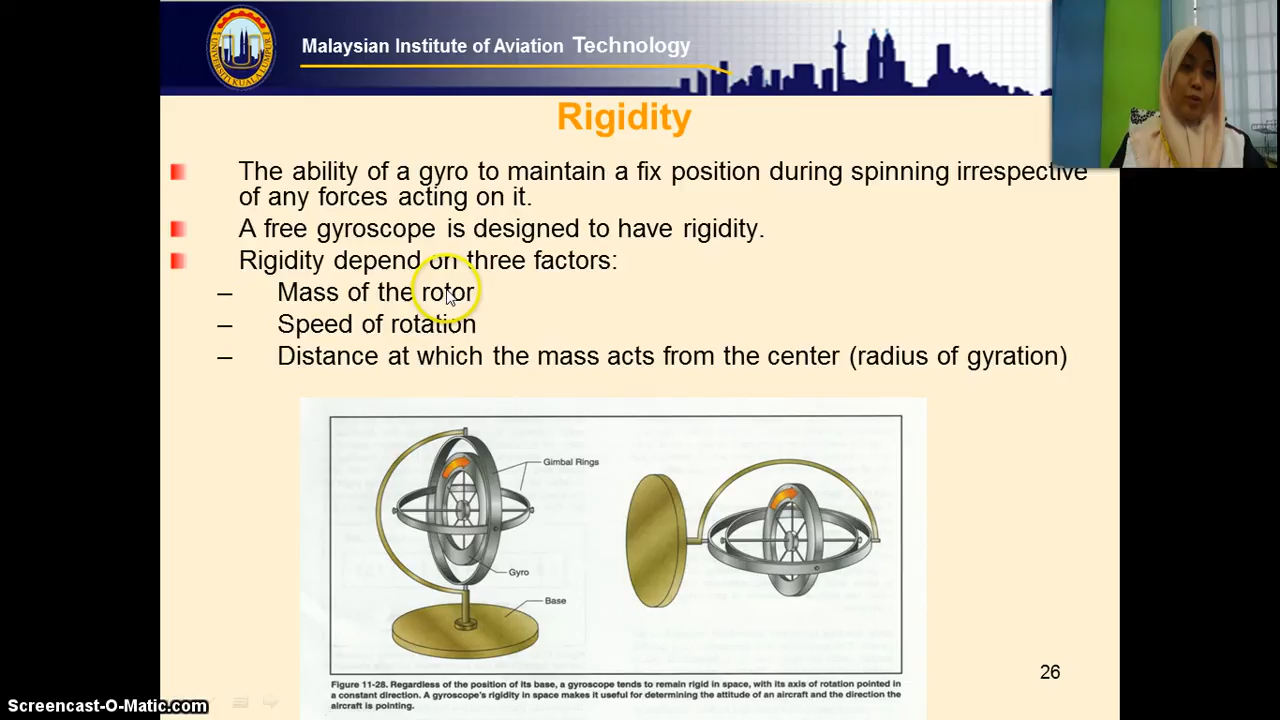 Malaysian Institute of Aviation Technology
UNIVERSITI KUALA LUMPUR
Rigidity
The ability of a gyro to maintain a fix position during spinning irrespective
of any forces acting on it.
A free gyroscope is designed to have rigidity.
Rigidity depend on three factors:
– Mass of the rotor
– Speed of rotation
– Distance at which the mass acts from the center (radius of gyration)
Gimbal Rings
Gyro
Base
Figure 11-28. Regardless of the position of its base, a gyroscope tends to remain rigid in space, with its axis of rotation pointed in
a constant direction. A gyroscope's rigidity in space makes it useful for determining the attitude of an aircraft and the direction the
aircraft is pointing.
26
Screencast-O-Matic.com